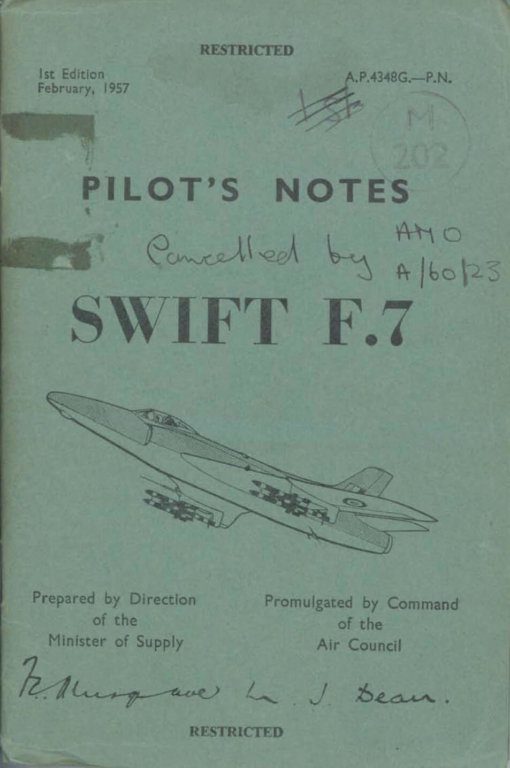 RESTRICTED
1st Edition
February, 1957
A.P.4348G.—P.N.
M
202
PILOT'S NOTES
Cancelled by AMO
A/60/23
SWIFT F.7
Prepared by Direction
of the
Minister of Supply
Promulgated by Command
of the
Air Council
J. Dean.
RESTRICTED